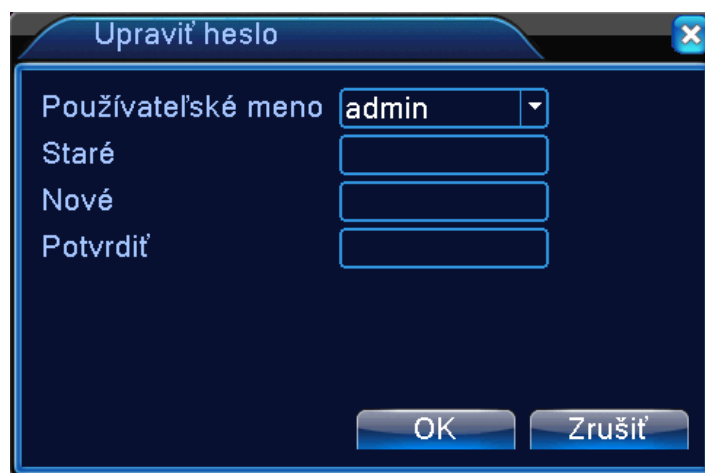 Upraviť heslo
Používateľské meno admin
Staré
Nové
Potvrdiť
OK Zrušiť